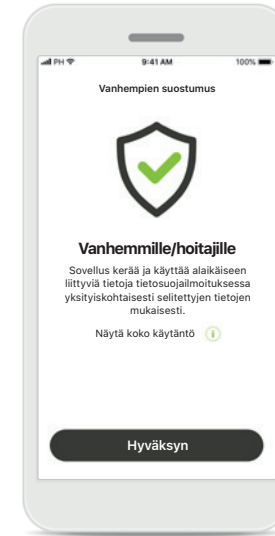 PH
9:41 AM
100%
Vanhempien suostumus
Vanhemmille/hoitajille
Sovellus kerää ja käyttää alaikäiseen
liittyviä tietoja tietosuojailmoituksessa
yksityiskohtaisesti selitettyjen tietojen
mukaisesti.
Näytä koko käytäntö i
Hyväksyn